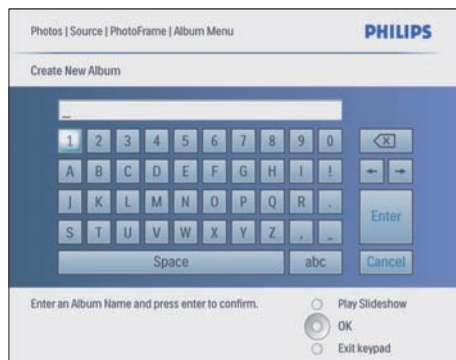 Photos | Source | PhotoFrame | Album Menu PHILIPS
Create New Album
_
1 2 3 4 5 6 7 8 9 0
A B C D E F G H I !
J K L M N O P Q R .
S T U V W X Y Z , _
Enter
Space abc Cancel
Enter an Album Name and press enter to confirm.
Play Slideshow
OK
Exit keypad